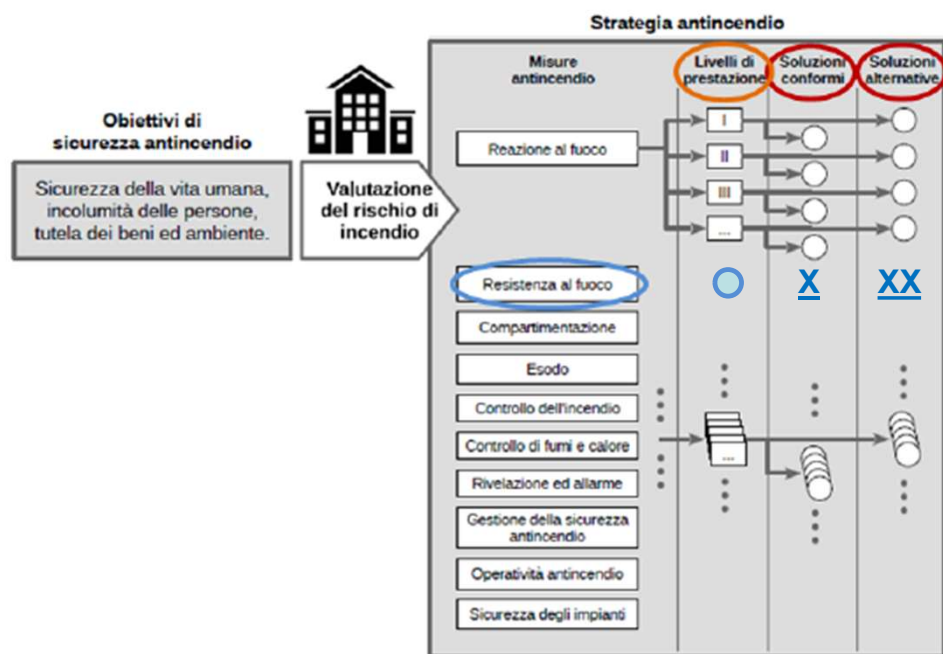 Strategia antincendio
Misure
antincendio
Livelli di
prestazione
Soluzioni
conformi
Soluzioni
alternative
Obiettivi di
sicurezza antincendio
Sicurezza della vita umana,
incolumità delle persone,
tutela dei beni ed ambiente.
Valutazione
del rischio di
incendio
Reazione al fuoco
I
II
III
...
Resistenza al fuoco
X
XX
Compartimentazione
Esodo
Controllo dell'incendio
Controllo di fumi e calore
...
Rivelazione ed allarme
Gestione della sicurezza
antincendio
Operatività antincendio
Sicurezza degli impianti